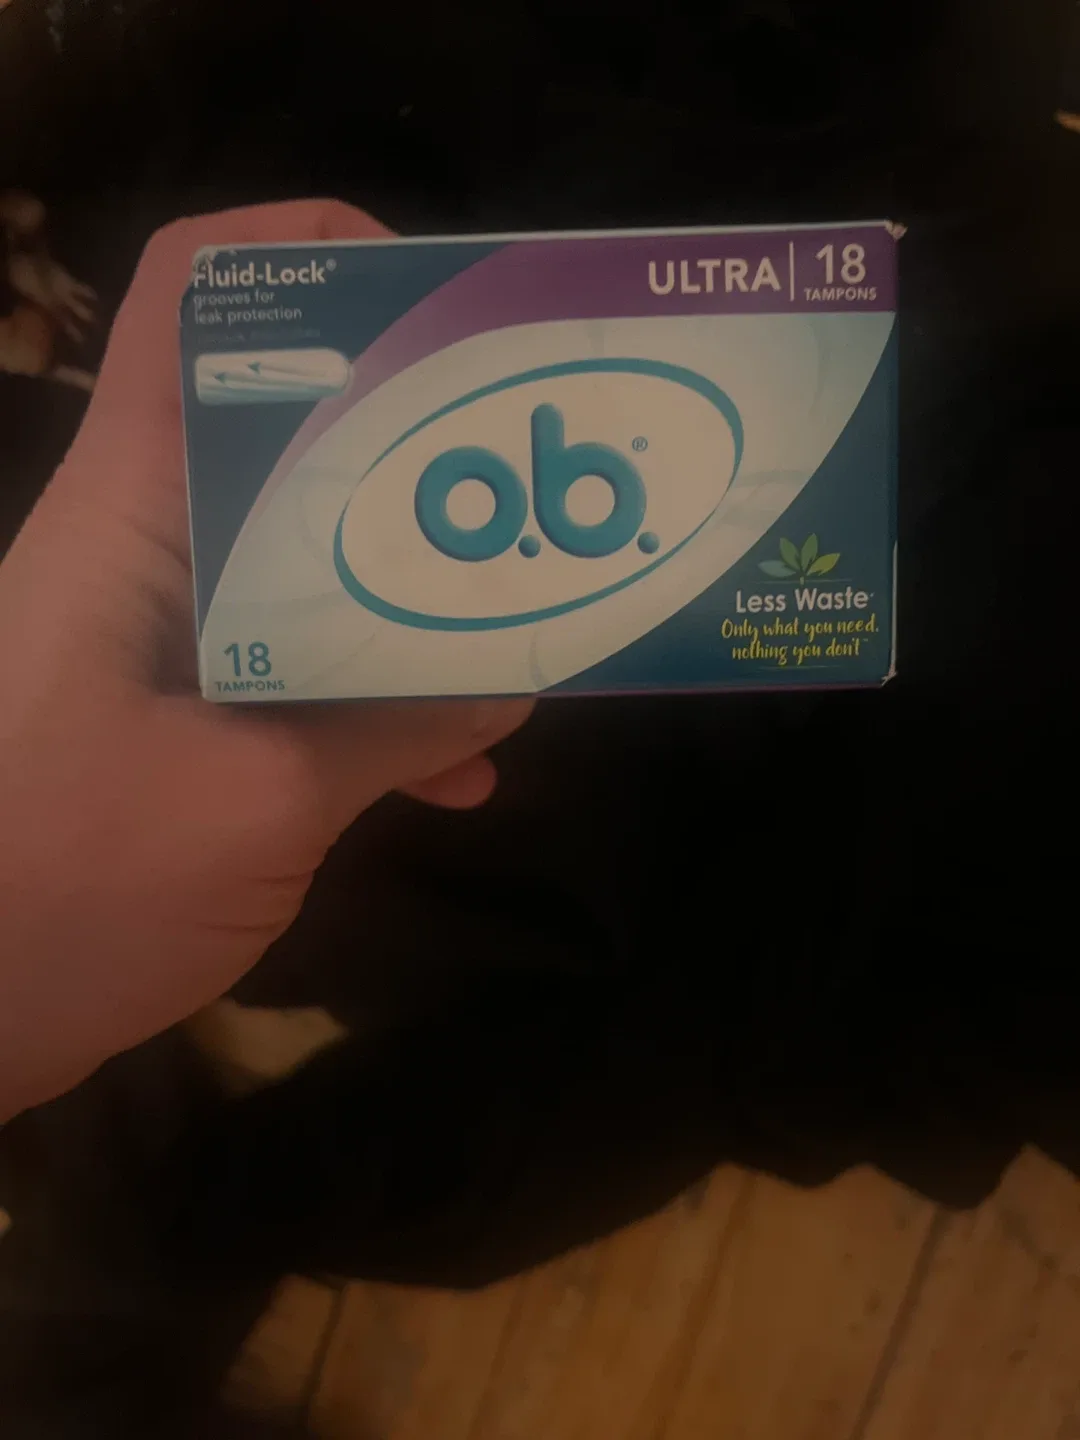 Fluid-Lock®
grooves for
leak protection
ULTRA | 18
TAMPONS
o.b.®
Less Waste*
Only what you need,
nothing you don't™
18
TAMPONS